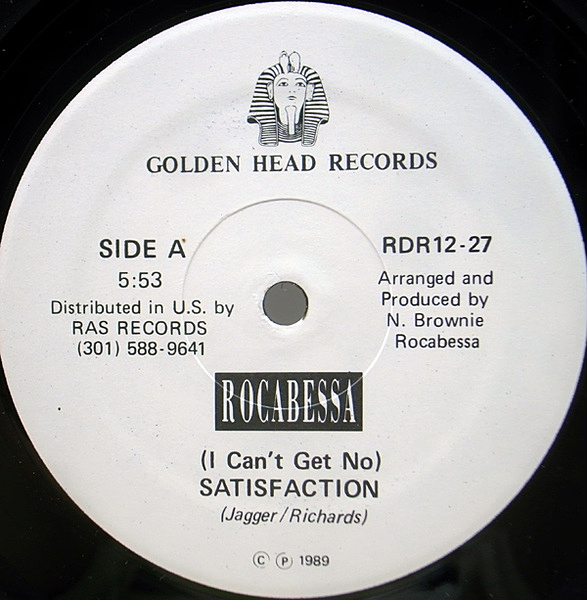 GOLDEN HEAD RECORDS
SIDE A
5:53
Distributed in U.S. by
RAS RECORDS
(301) 588-9641
RDR12-27
Arranged and
Produced by
N. Brownie
Rocabessa
ROCABESSA
(I Can't Get No)
SATISFACTION
(Jagger/Richards)
© ℗ 1989